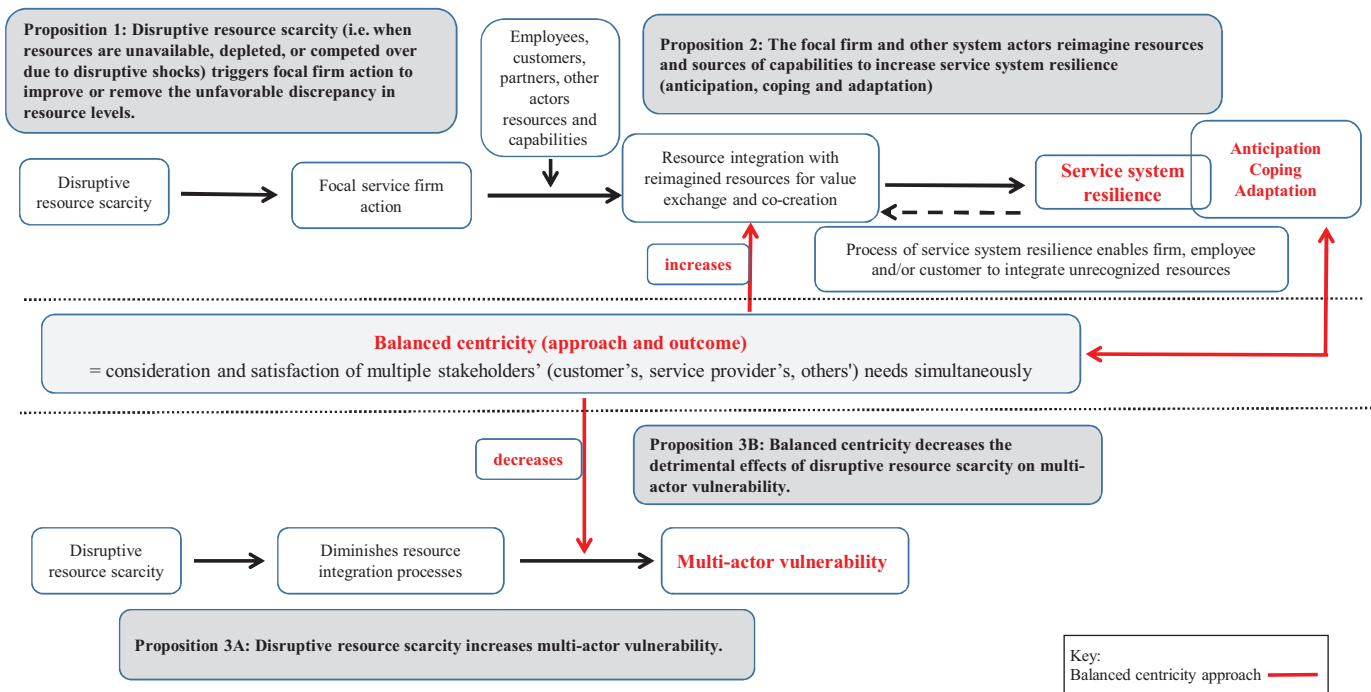 Proposition 1: Disruptive resource scarcity (i.e. when
resources are unavailable, depleted, or competed over
due to disruptive shocks) triggers focal firm action to
improve or remove the unfavorable discrepancy in
resource levels.
Employees,
customers,
partners, other
actors
resources and
capabilities
Proposition 2: The focal firm and other system actors reimagine resources
and sources of capabilities to increase service system resilience
(anticipation, coping and adaptation)
Disruptive
resource scarcity
Focal service firm
action
Resource integration with
reimagined resources for value
exchange and co-creation
Service system
resilience
Anticipation
Coping
Adaptation
increases
Process of service system resilience enables firm, employee
and/or customer to integrate unrecognized resources
Balanced centricity (approach and outcome)
= consideration and satisfaction of multiple stakeholders’ (customer’s, service provider’s, others') needs simultaneously
decreases
Proposition 3B: Balanced centricity decreases the
detrimental effects of disruptive resource scarcity on multi-
actor vulnerability.
Disruptive
resource scarcity
Diminishes resource
integration processes
Multi-actor vulnerability
Proposition 3A: Disruptive resource scarcity increases multi-actor vulnerability.
Key:
Balanced centricity approach